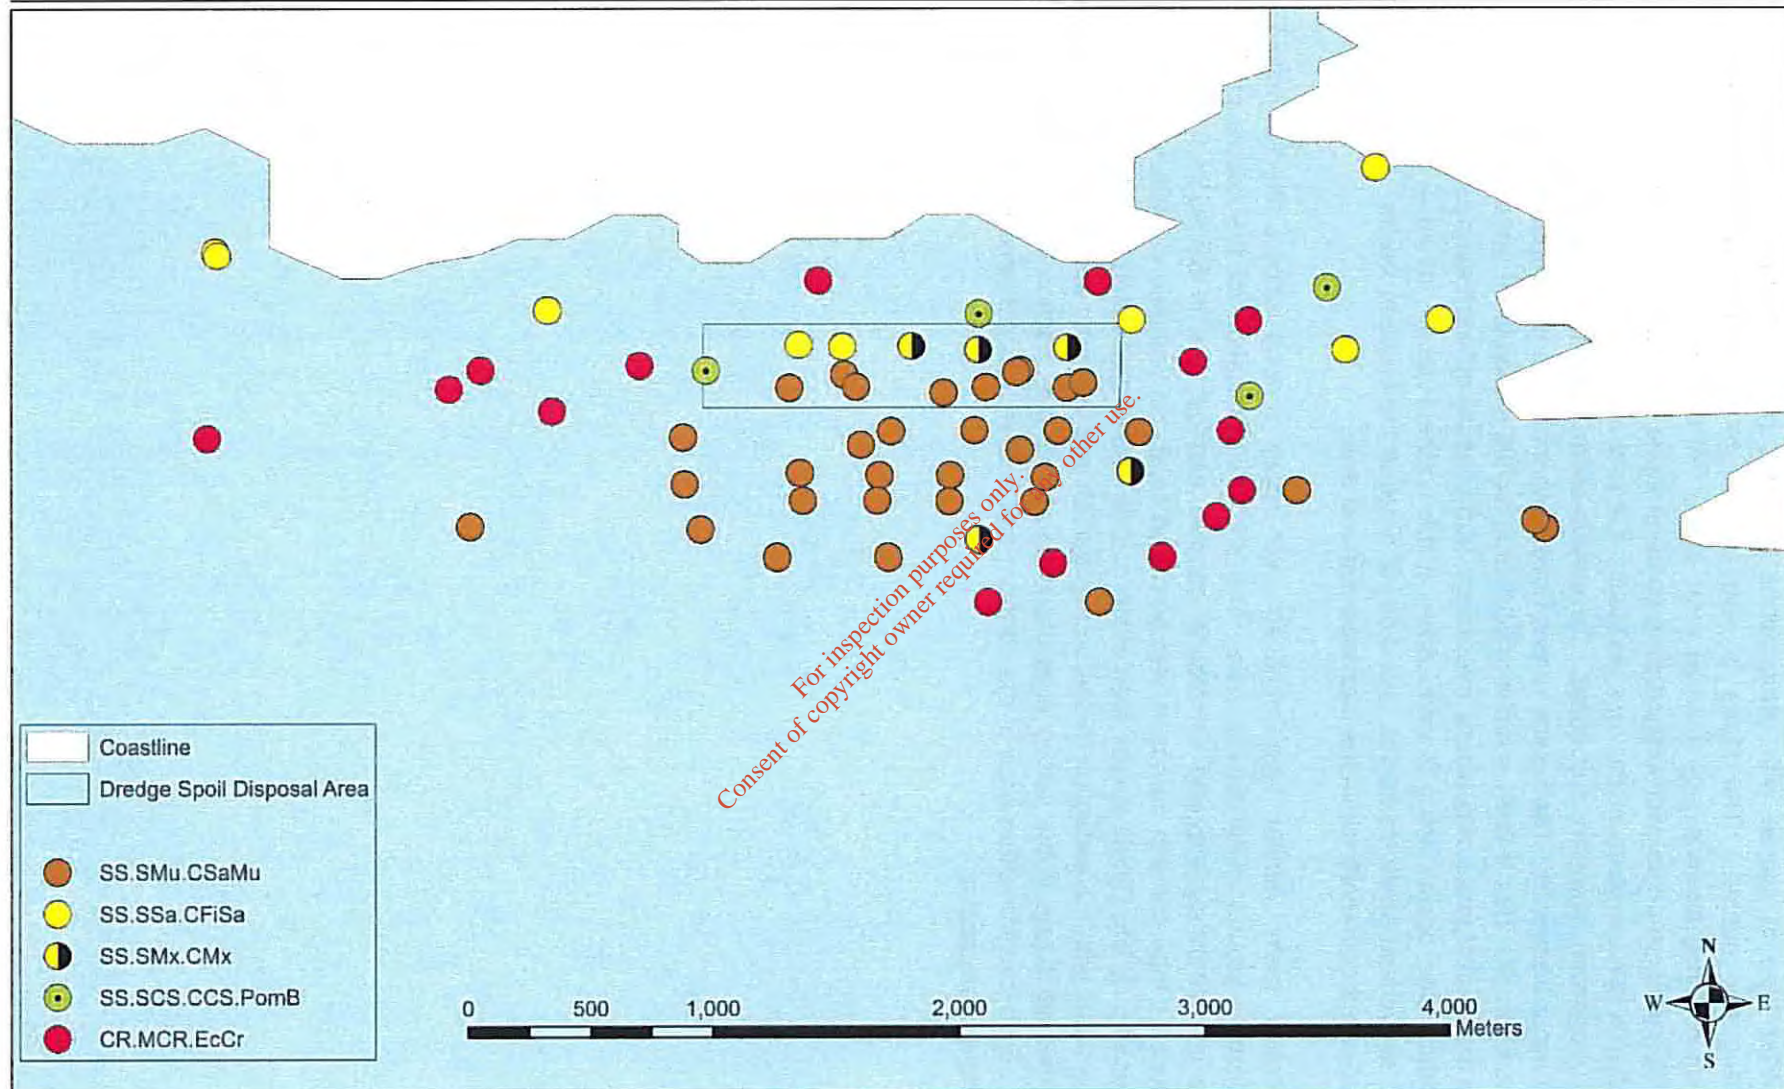 For inspection purposes only.
Consent of copyright owner required for any other use.
Coastline
Dredge Spoil Disposal Area
SS.SMu.CSaMu
SS.SSa.CFiSa
SS.SMx.CMx
SS.SCS.CCS.PomB
CR.MCR.EcCr
0 500 1,000 2,000 3,000 4,000
Meters
N
W E
S